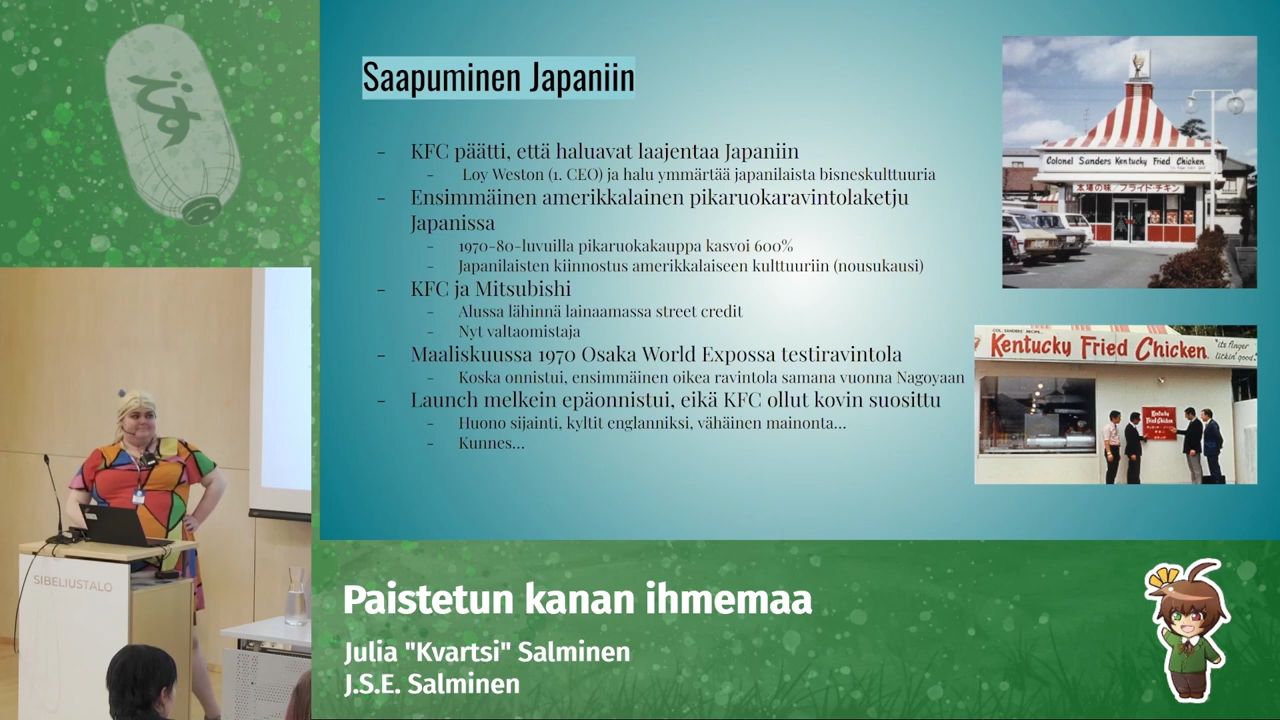 Saapuminen Japaniin
- KFC päätti, että haluavat laajentaa Japaniin
- Loy Weston (1. CEO) ja halu ymmärtää japanilaista bisneskulttuuria
- Ensimmäinen amerikkalainen pikaruokaravintolaketju
Japanissa
- 1970-80-luvuilla pikaruokakauppa kasvoi 600%
- Japanilaisten kiinnostus amerikkalaiseen kulttuuriin (nousukausi)
- KFC ja Mitsubishi
- Alussa lähinnä lainaamassa street credit
- Nyt valtaomistaja
- Maaliskuussa 1970 Osaka World Expossa testiravintola
- Koska onnistui, ensimmäinen oikea ravintola samana vuonna Nagoyaan
- Launch melkein epäonnistui, eikä KFC ollut kovin suosittu
- Huono sijainti, kyltit englanniksi, vähäinen mainonta...
- Kunnes...
Colonel Sanders Kentucky Fried Chicken
本場の味 フライド・チキン
COL. SANDERS' RECIPE
Kentucky Fried Chicken
"its finger
lickin' good"
Kentucky
Fried Chicken
SIBELIUSTALO
Paistetun kanan ihmemaa
Julia "Kvartsi" Salminen
J.S.E. Salminen